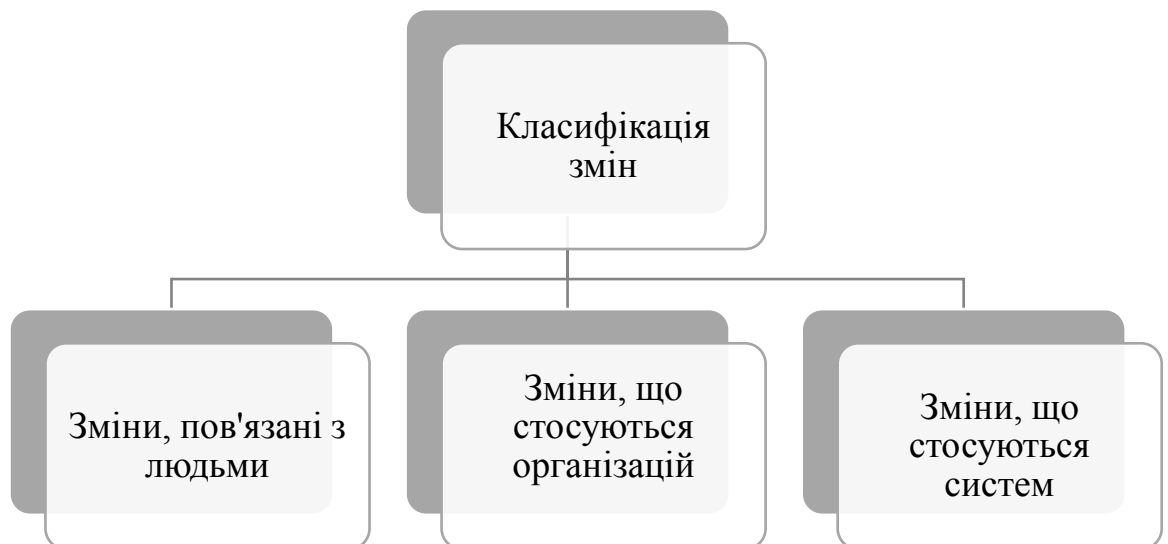 Класифікація
змін
Зміни, пов'язані з
людьми
Зміни, що
стосуються
організацій
Зміни, що
стосуються
систем